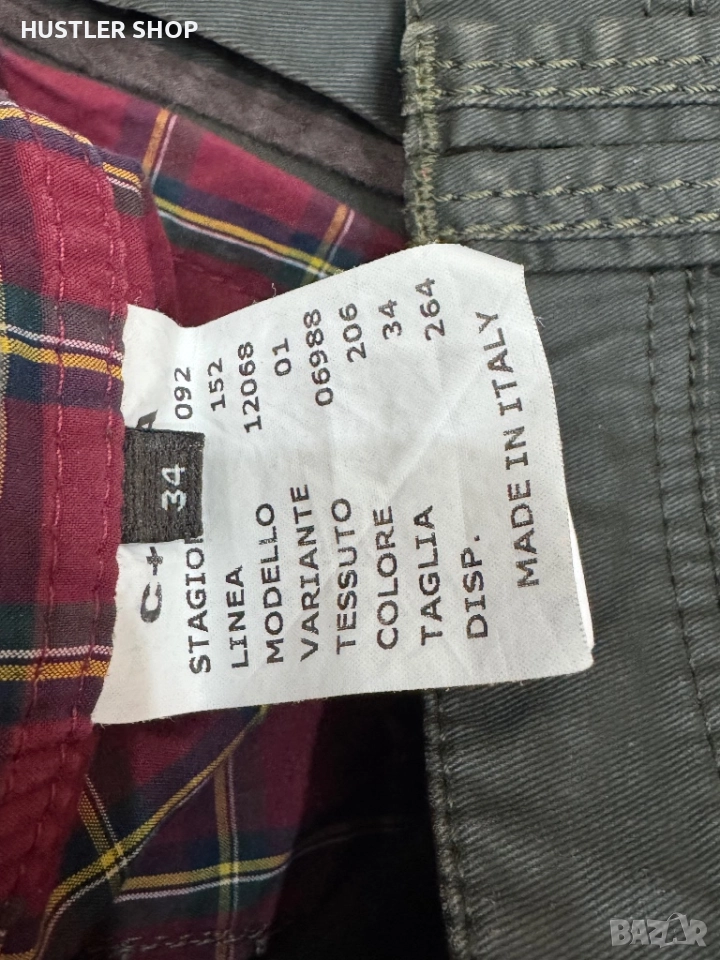 HUSTLER SHOP
C+
34
STAGIO 092
LINEA 152
MODELLO 12068
VARIANTE 01
TESSUTO 06988
COLORE 206
TAGLIA 34
DISP. 264
MADE IN ITALY
BAZAR